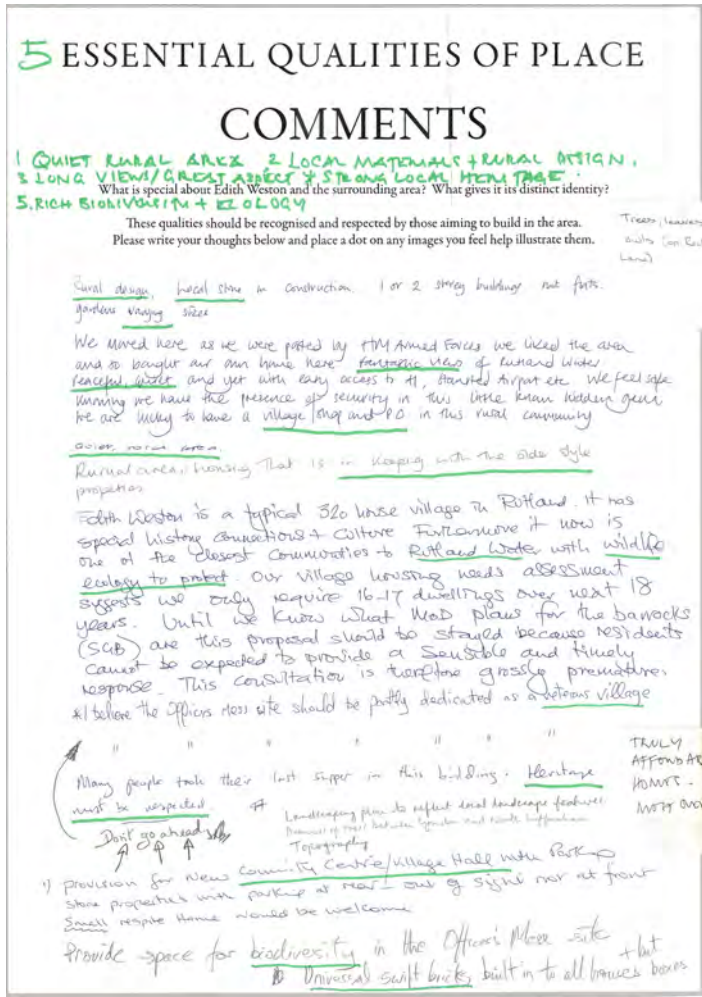 5 ESSENTIAL QUALITIES OF PLACE
COMMENTS
1 QUIET RURAL AREA 2 LOCAL MATERIALS + RURAL DESIGN.
3 LONG VIEWS/GREAT ASPECT 4 STRONG LOCAL HERITAGE.
What is special about Edith Weston and the surrounding area? What gives it its distinct identity?
5. RICH BIODIVERSITY + ECOLOGY
These qualities should be recognised and respected by those aiming to build in the area.
Please write your thoughts below and place a dot on any images you feel help illustrate them.
Trees, leaves
owls (on Red
Land)
Rural design, Local stone in construction. 1 or 2 storey buildings not flats.
gardens varying sizes
We moved here as we were posted by HM Armed Forces we liked the area
and so bought our own home here fantastic views of Rutland Water
peaceful, quiet and yet with easy access to A1, Stansted Airport etc. We feel safe
knowing we have the presence of security in this little known hidden gem
we are lucky to have a village/shop and PO in this rural community
Quiet, rural area.
Rurual area, housing that is in keeping with the olde style
properties
Edith Weston is a typical 320 house village in Rutland. It has
special history connections + culture Furthermore it now is
one of the closest communities to Rutland Water with wildlife
ecology to protect. Our village housing needs assessment
suggests we only require 16-17 dwellings over next 18
years. Until we know what MoD plans for the barracks
(SGB) are this proposal should be stayed because residents
cannot be expected to provide a sensible and timely
response. This consultation is therefore grossly premature.
*I believe the Officers Mess site should be partly dedicated as a veterans village
" " " " " " "
Many people took their last supper in this building. Heritage
must be respected.
TRULY
AFFORDAB
HOMES -
Landscaping plan to reflect local landscape features.
Topography
Don't go ahead
1) provision for New Community Centre/Village Hall with Parking
stone properties with parking at rear - out of sight not at front
Small respite Home would be welcome
Provide space for biodiversity in the Officer's Mess site
Universal swift bricks built in to all houses + bat boxes